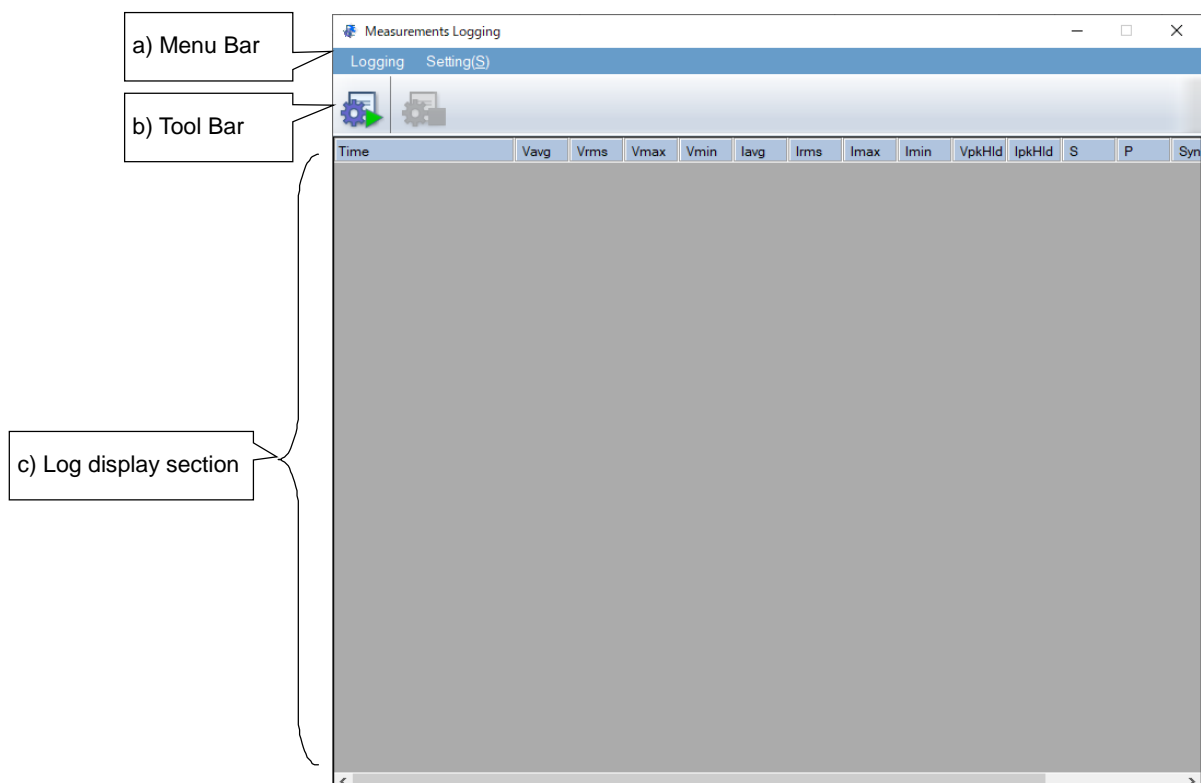 a) Menu Bar
Measurements Logging
Logging Setting(S)
b) Tool Bar
Time Vavg Vrms Vmax Vmin Iavg Irms Imax Imin VpkHld IpkHld S P Syn
c) Log display section